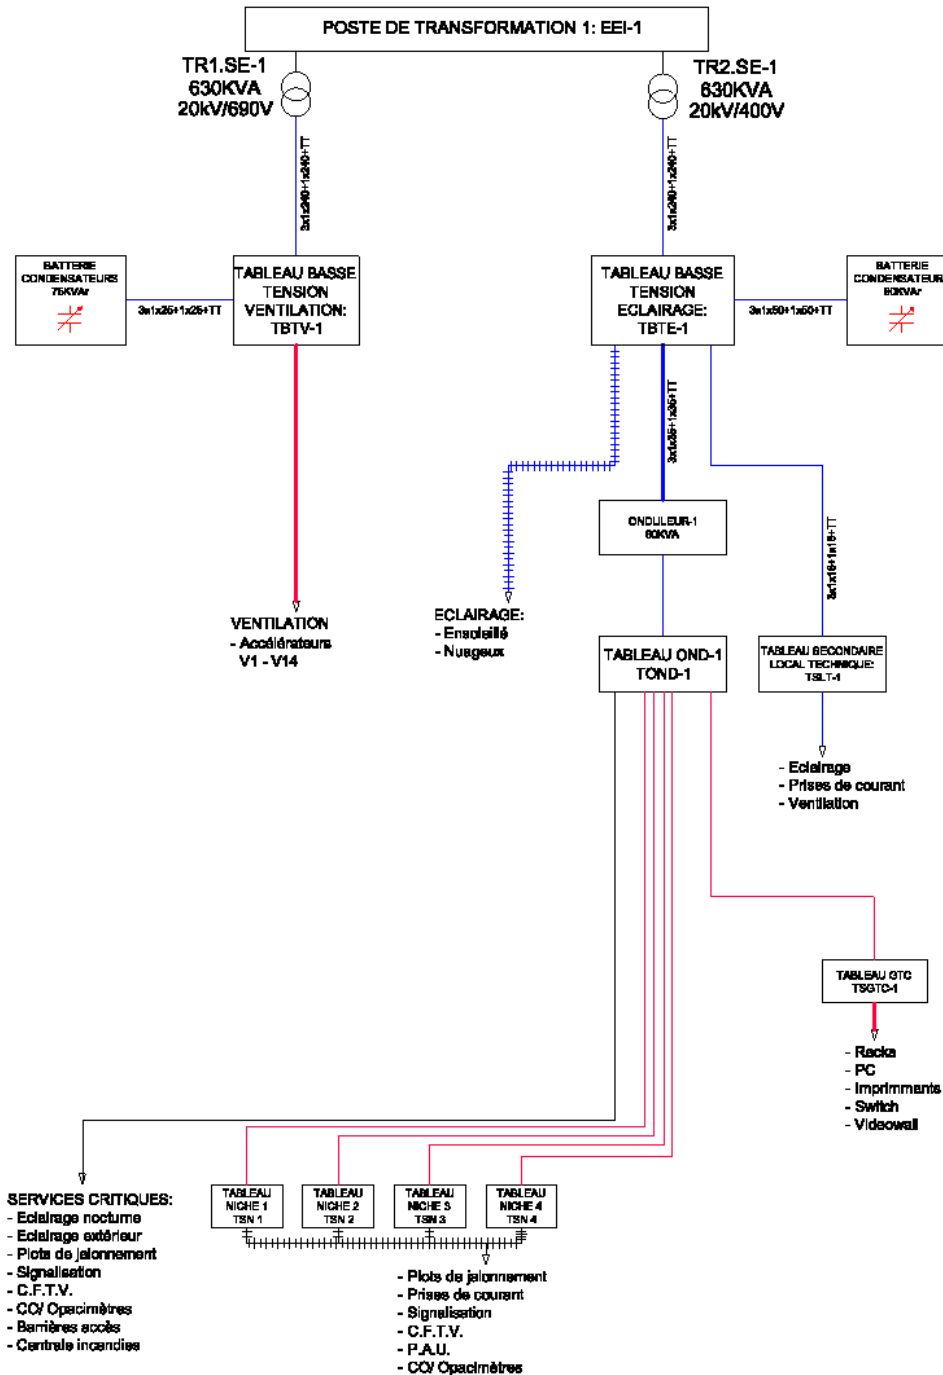 POSTE DE TRANSFORMATION 1: EEI-1
TR1.SE-1
630KVA
20kV/690V
TR2.SE-1
630KVA
20kV/400V
3x1x240+1x240+TT
3x1x240+1x240+TT
BATTERIE
CONDENSATEURS
75KVAr
3x1x25+1x25+TT
TABLEAU BASSE
TENSION
VENTILATION:
TBTV-1
TABLEAU BASSE
TENSION
ECLAIRAGE:
TBTE-1
3x1x50+1x50+TT
BATTERIE
CONDENSATEUR
3x1x35+1x35+TT
ONDULEUR-1
60KVA
3x1x16+1x16+TT
VENTILATION
- Accélérateurs
V1 - V14
ECLAIRAGE:
- Ensoleillé
- Nuageux
TABLEAU OND-1
TOND-1
TABLEAU SECONDAIRE
LOCAL TECHNIQUE:
TSLT-1
- Eclairage
- Prises de courant
- Ventilation
TABLEAU GTC
TSGTC-1
- Racks
- PC
- Imprimmants
- Switch
- Videowall
SERVICES CRITIQUES:
- Eclairage nocturne
- Eclairage extérieur
- Plots de jalonnement
- Signalisation
- C.F.T.V.
- CO/ Opacimètres
- Barrières accès
- Centrale incendies
TABLEAU
NICHE 1
TSN 1
TABLEAU
NICHE 2
TSN 2
TABLEAU
NICHE 3
TSN 3
TABLEAU
NICHE 4
TSN 4
- Plots de jalonnement
- Prises de courant
- Signalisation
- C.F.T.V.
- P.A.U.
- CO/ Opacimètres